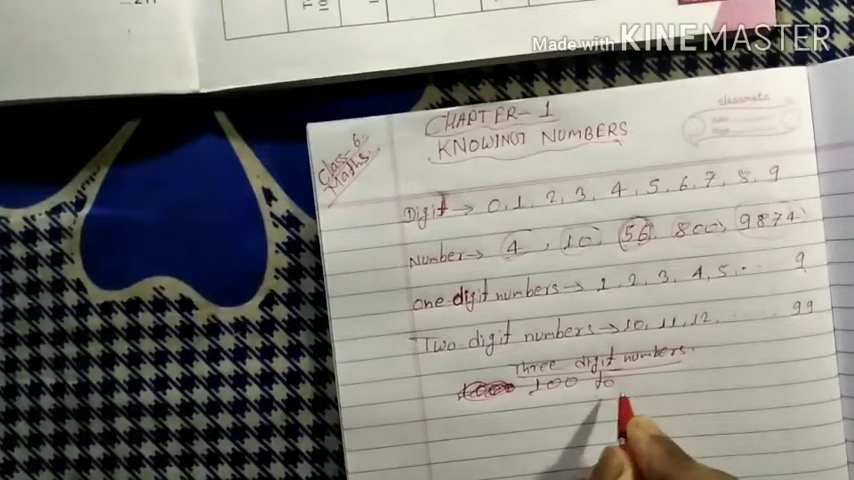 Made with KINEMASTER
classmate
CHAPTER-1
KNOWING NUMBERS
Class 6
Maths.
Digit → 0, 1, 2, 3, 4, 5, 6, 7, 8, 9
Number → 4, 10, 56, 800, 9874
One digit numbers → 1, 2, 3, 4, 5, ... 9
Two digit numbers → 10, 11, 12, ....... 99
Three digit numbers.
100 to